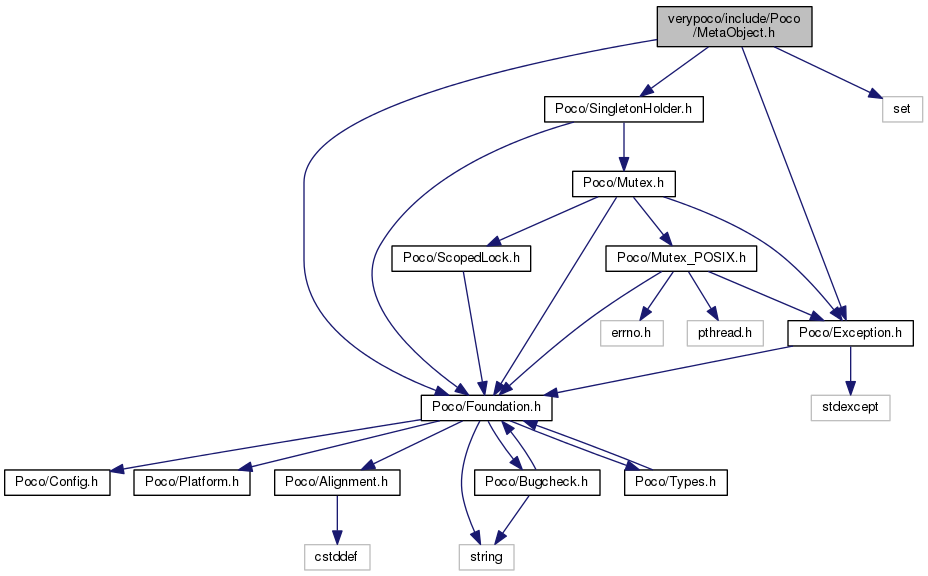 verypoco/include/Poco
/MetaObject.h
Poco/SingletonHolder.h
set
Poco/Mutex.h
Poco/ScopedLock.h
Poco/Mutex_POSIX.h
errno.h
pthread.h
Poco/Exception.h
Poco/Foundation.h
stdexcept
Poco/Config.h
Poco/Platform.h
Poco/Alignment.h
Poco/Bugcheck.h
Poco/Types.h
cstddef
string